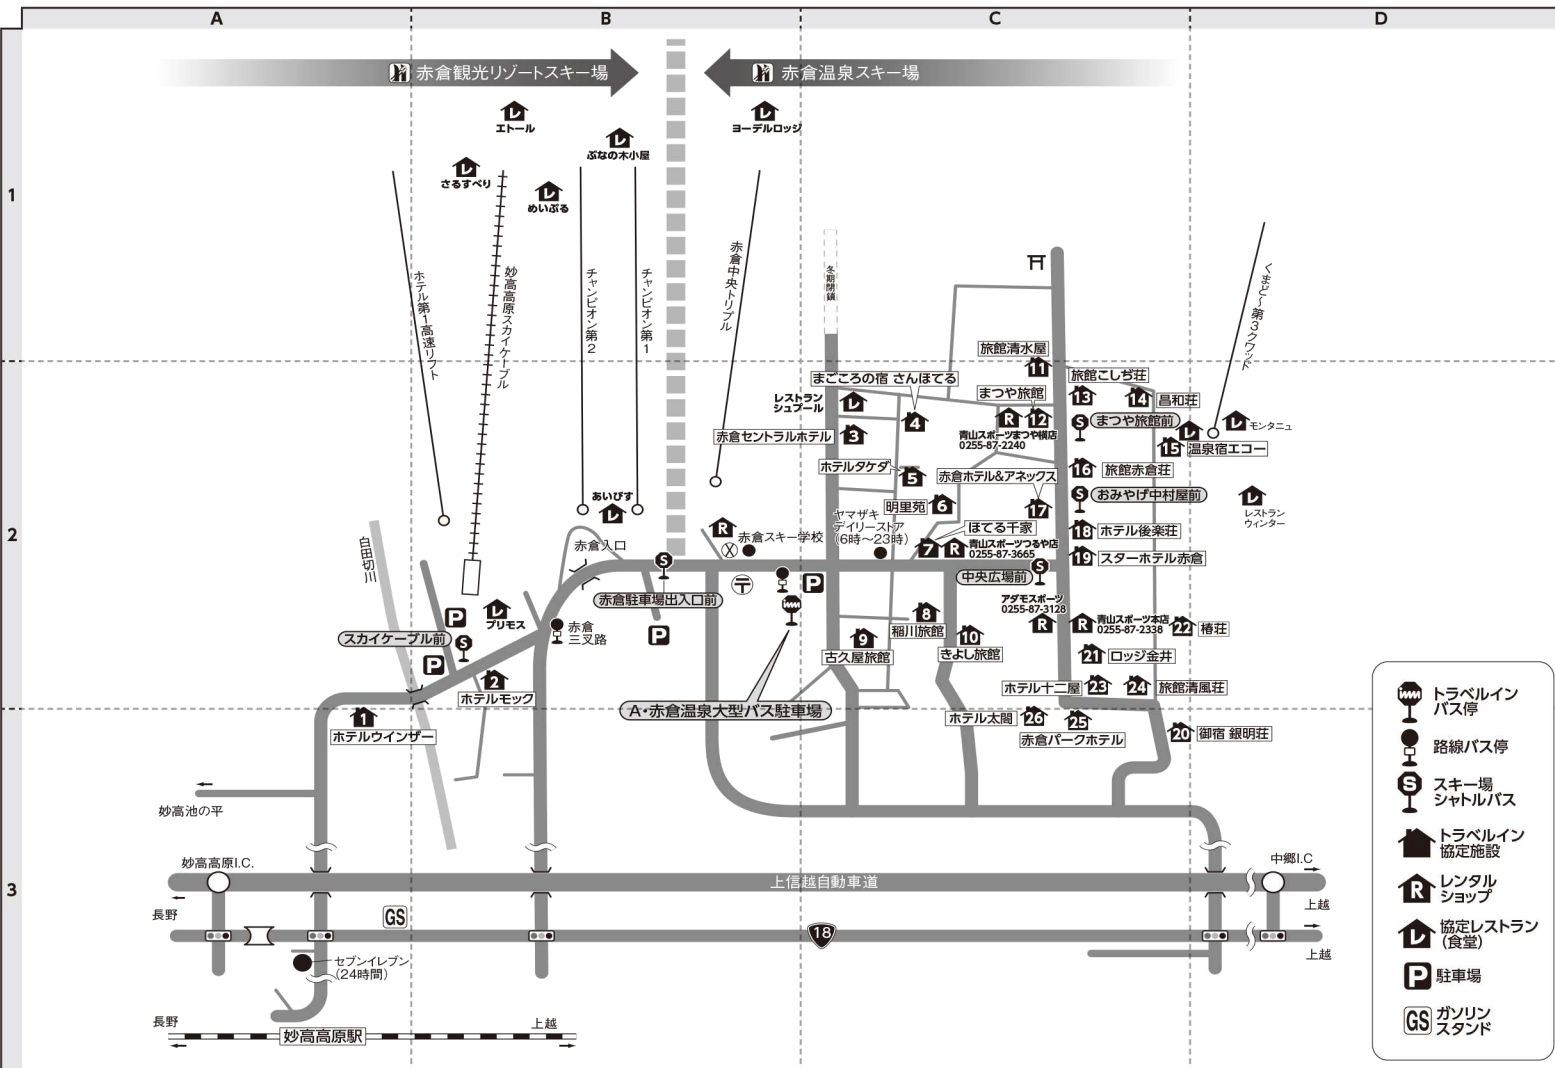 A
B
C
D
1
2
3
赤倉観光リゾートスキー場
赤倉温泉スキー場
レ
エトール
レ
ぶなの木小屋
レ
さるすべり
レ
めいぷる
レ
ヨーデルロッジ
ホテル第1高速リフト
妙高高原スカイケーブル
チャンピオン第2
チャンピオン第1
赤倉中央トリプル
冬期閉鎖
くまどー第3クワッド
旅館清水屋
11
まごころの宿 さんほてる
4
まつや旅館
R
12
青山スポーツまつや横店
0255-87-2240
旅館こしぢ荘
13
14
昌和荘
S
まつや旅館前
レストラン
シュプール
レ
赤倉セントラルホテル
3
レ
レ
モンタニュ
15
温泉宿エコー
ホテルタケダ
5
赤倉ホテル&アネックス
17
16
旅館赤倉荘
S
おみやげ中村屋前
レ
レストラン
ウィンター
明里苑
6
ヤマザキ
デイリーストア
(6時〜23時)
ほてる千家
7
R
青山スポーツつるや店
0255-87-3665
18
ホテル後楽荘
19
スターホテル赤倉
中央広場前
S
あいびす
レ
赤倉入口
R
赤倉スキー学校
S
赤倉駐車場出入口前
P
P
白田切川
P
レ
プリモス
スカイケーブル前
S
P
赤倉
三叉路
アダモスポーツ
0255-87-3128
R
R
青山スポーツ本店
0255-87-2338
22
椿荘
8
稲川旅館
9
古久屋旅館
10
きよし旅館
21
ロッジ金井
ホテル十二屋
23
24
旅館清風荘
2
ホテルモック
1
ホテルウインザー
A・赤倉温泉大型バス駐車場
ホテル太閤
26
25
赤倉パークホテル
20
御宿 銀明荘
妙高池の平
妙高高原I.C.
上信越自動車道
中郷I.C
長野
上越
GS
18
上越
セブンイレブン
(24時間)
長野
妙高高原駅
上越
トラベルイン
バス停
路線バス停
S
スキー場
シャトルバス
トラベルイン
協定施設
R
レンタル
ショップ
レ
協定レストラン
(食堂)
P
駐車場
GS
ガソリン
スタンド